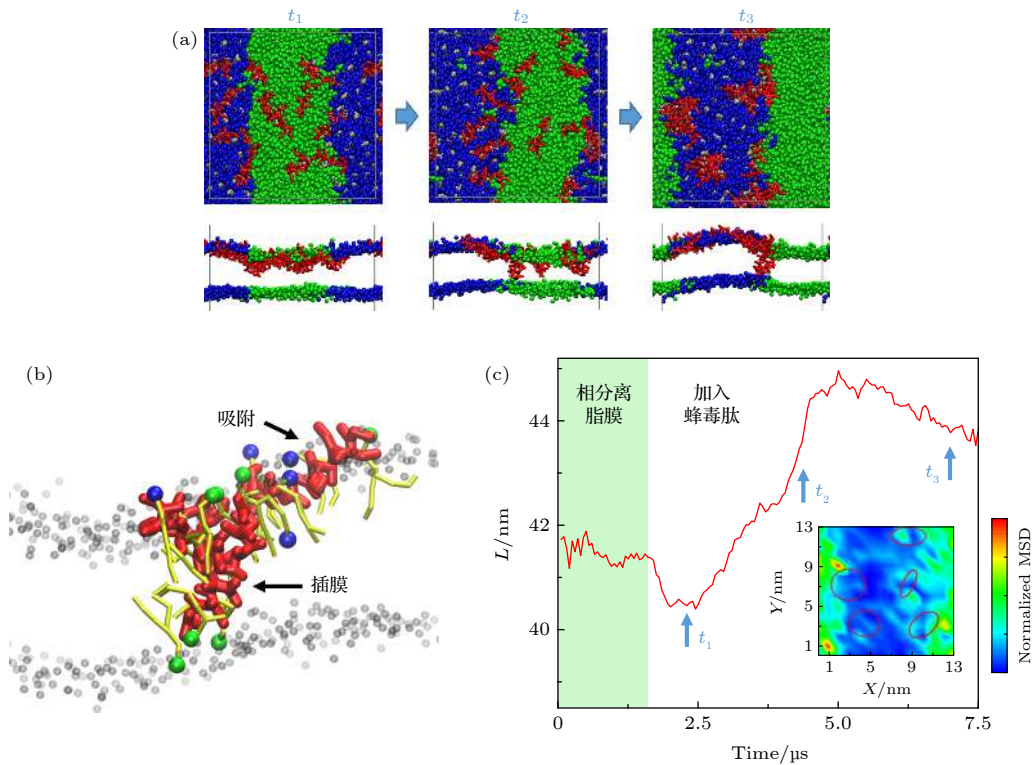 (a)
t₁
t₂
t₃
(b)
吸附
插膜
(c)
相分离
脂膜
加入
蜂毒肽
44
42
40
L/nm
t₁
t₂
t₃
13
9
5
1
Y/nm
1
5
9
13
X/nm
Normalized MSD
0
2.5
5.0
7.5
Time/μs